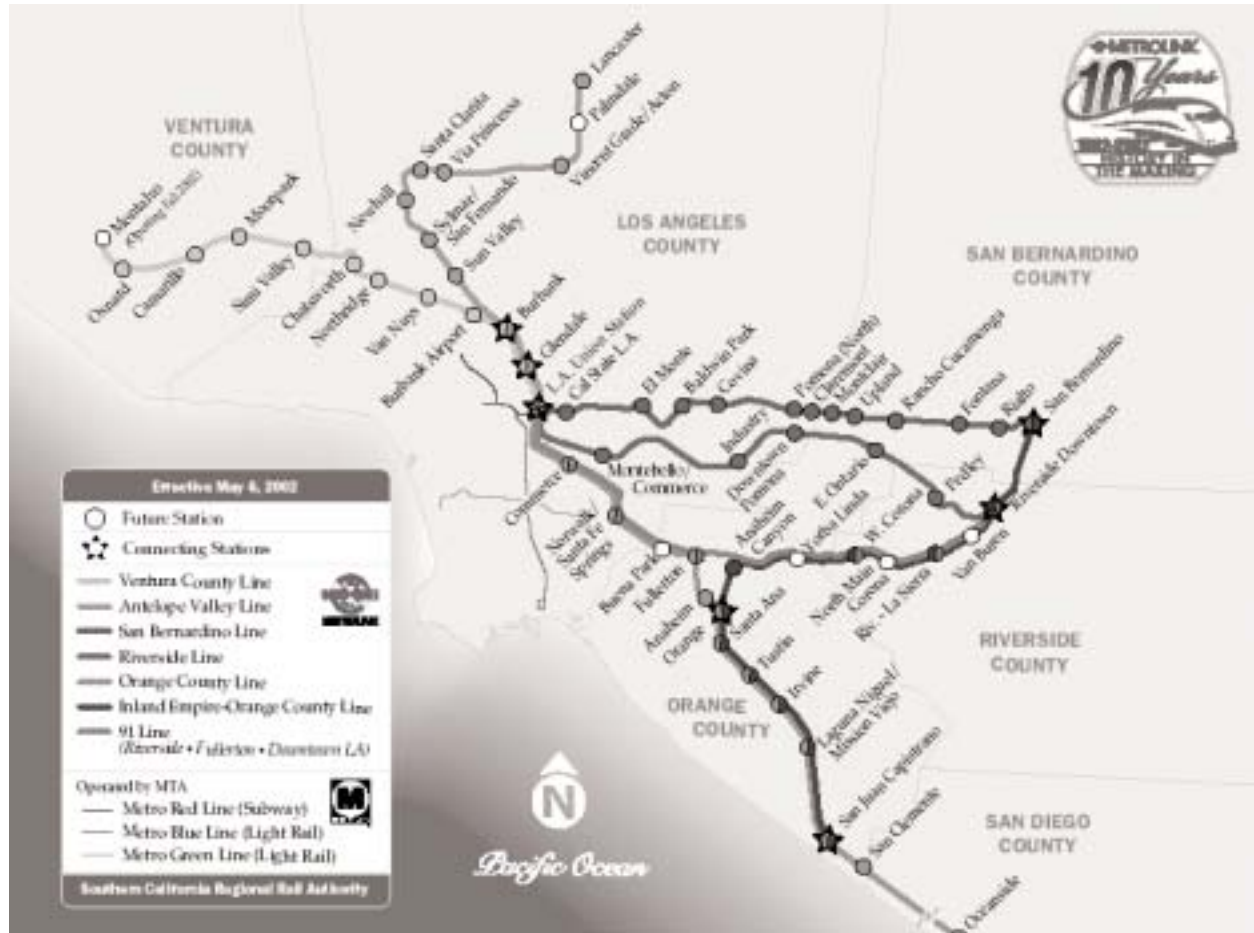 METROLINK
10 Years
HISTORY IN
THE MAKING
VENTURA
COUNTY
LOS ANGELES
COUNTY
SAN BERNARDINO
COUNTY
RIVERSIDE
COUNTY
ORANGE
COUNTY
SAN DIEGO
COUNTY
Lancaster
Palmdale
Vincent Grade/Acton
Via Princessa
Santa Clarita
Newhall
Sylmar/
San Fernando
Sun Valley
Montalvo
(Opening Fall 2002)
Oxnard
Camarillo
Moorpark
Simi Valley
Chatsworth
Northridge
Van Nuys
Burbank Airport
Burbank
Glendale
L.A. Union Station
Cal State L.A.
El Monte
Baldwin Park
Covina
Pomona (North)
Claremont
Montclair
Upland
Rancho Cucamonga
Fontana
Rialto
San Bernardino
Montebello/
Commerce
Industry
Downtown
Pomona
E. Ontario
Pedley
Riverside Downtown
Commerce
Norwalk/
Santa Fe
Springs
Buena Park
Fullerton
Anaheim
Canyon
Yorba Linda
W. Corona
North Main
Corona
Riv. - La Sierra
Van Buren
Anaheim
Orange
Santa Ana
Tustin
Irvine
Laguna Niguel/
Mission Viejo
San Juan Capistrano
San Clemente
Oceanside
N
Pacific Ocean
Effective May 6, 2002
Future Station
Connecting Stations
Ventura County Line
Antelope Valley Line
San Bernardino Line
Riverside Line
Orange County Line
Inland Empire-Orange County Line
91 Line
(Riverside • Fullerton • Downtown LA)
METROLINK
Operated by MTA
Metro Red Line (Subway)
Metro Blue Line (Light Rail)
Metro Green Line (Light Rail)
M
Southern California Regional Rail Authority